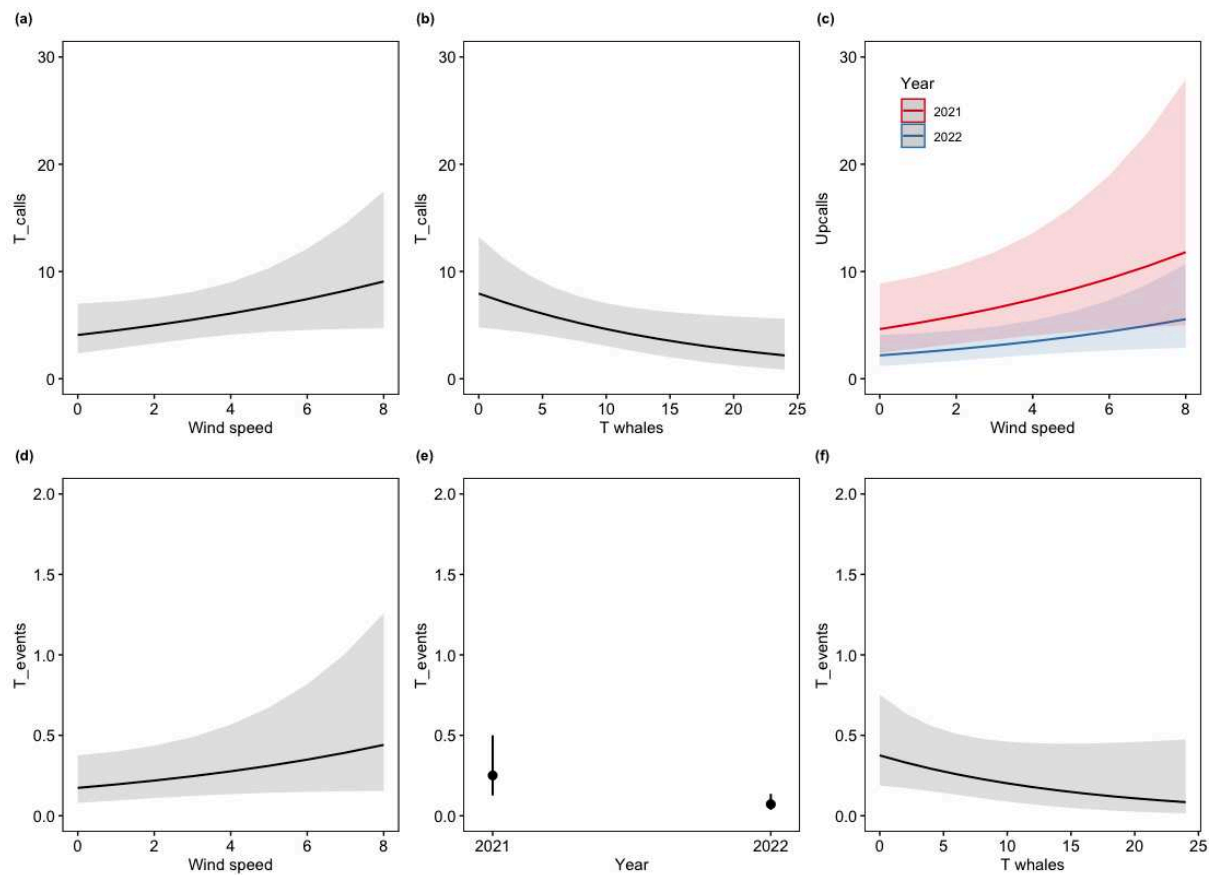 (a)
30
20
10
0
T_calls
0 2 4 6 8
Wind speed
(b)
30
20
10
0
T_calls
0 5 10 15 20 25
T whales
(c)
Year
2021
2022
30
20
10
0
Upcalls
0 2 4 6 8
Wind speed
(d)
2.0
1.5
1.0
0.5
0.0
T_events
0 2 4 6 8
Wind speed
(e)
2.0
1.5
1.0
0.5
0.0
T_events
2021 2022
Year
(f)
2.0
1.5
1.0
0.5
0.0
T_events
0 5 10 15 20 25
T whales